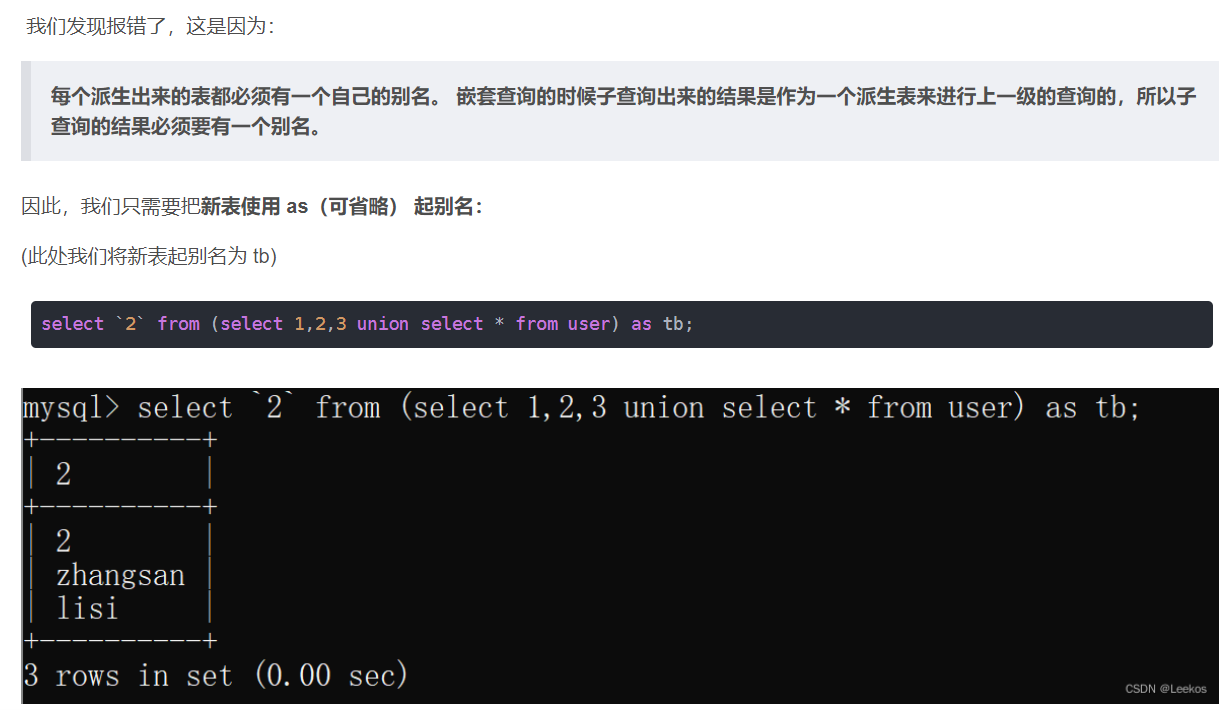 我们发现报错了，这是因为：
每个派生出来的表都必须有一个自己的别名。 嵌套查询的时候子查询出来的结果是作为一个派生表来进行上一级的查询的，所以子
查询的结果必须要有一个别名。
因此，我们只需要把新表使用 as（可省略） 起别名：
(此处我们将新表起别名为 tb)
select `2` from (select 1,2,3 union select * from user) as tb;
mysql> select `2` from (select 1,2,3 union select * from user) as tb;
+----------+
| 2        |
+----------+
| 2        |
| zhangsan |
| lisi     |
+----------+
3 rows in set (0.00 sec)
CSDN @Leekos